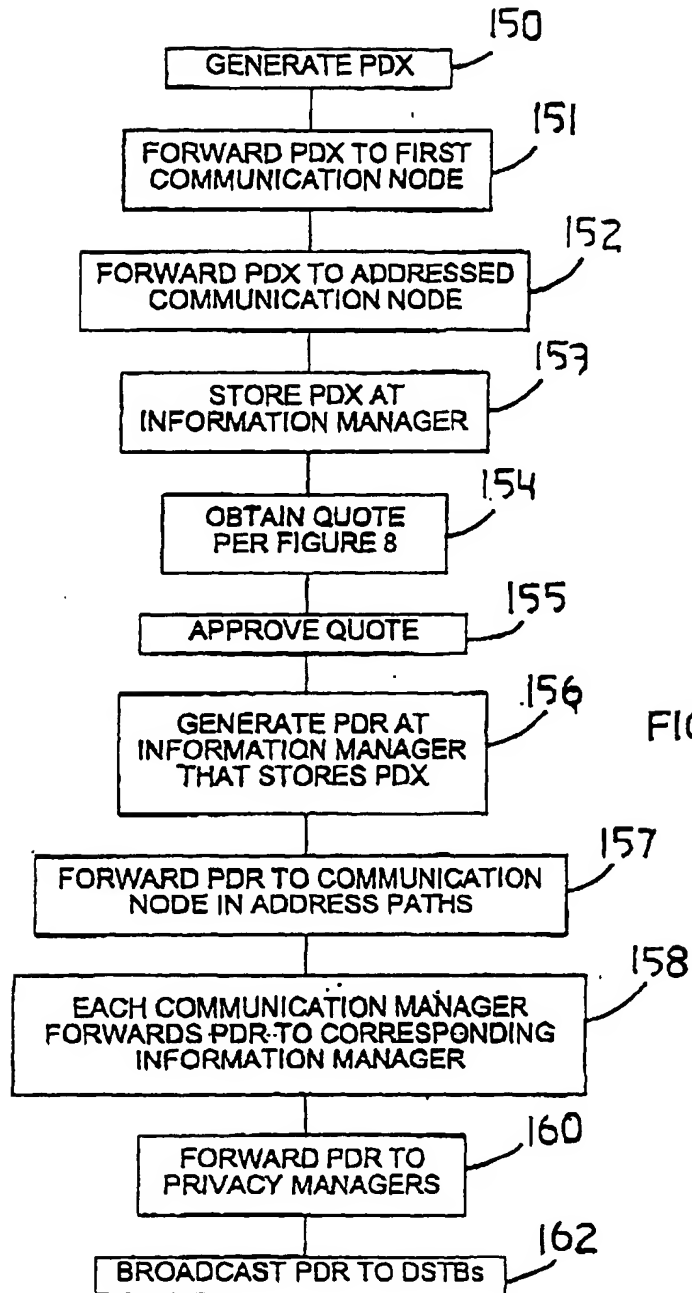 150
GENERATE PDX
151
FORWARD PDX TO FIRST
COMMUNICATION NODE
152
FORWARD PDX TO ADDRESSED
COMMUNICATION NODE
153
STORE PDX AT
INFORMATION MANAGER
154
OBTAIN QUOTE
PER FIGURE 8
155
APPROVE QUOTE
156
GENERATE PDR AT
INFORMATION MANAGER
THAT STORES PDX
157
FORWARD PDR TO COMMUNICATION
NODE IN ADDRESS PATHS
158
EACH COMMUNICATION MANAGER
FORWARDS PDR TO CORRESPONDING
INFORMATION MANAGER
160
FORWARD PDR TO
PRIVACY MANAGERS
162
BROADCAST PDR TO DSTBs